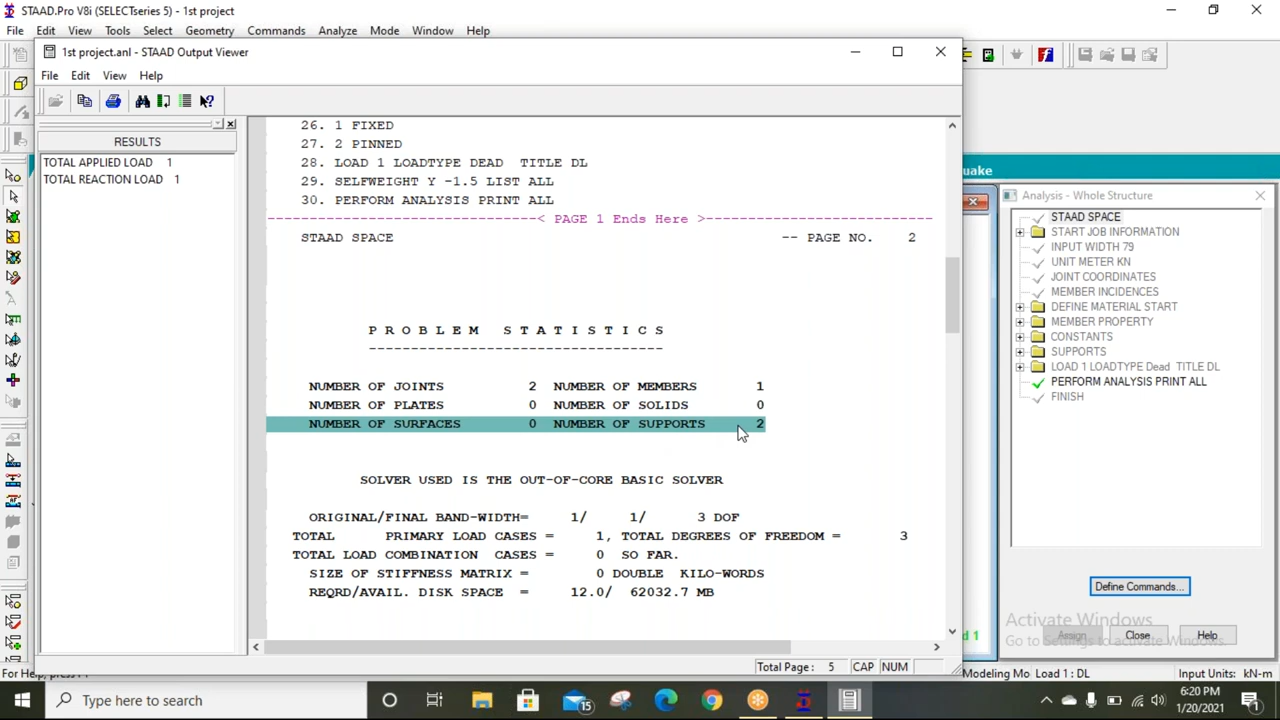 STAAD.Pro V8i (SELECTseries 5) - 1st project
File Edit View Tools Select Geometry Commands Analyze Mode Window Help
1st project.anl - STAAD Output Viewer
File Edit View Help
RESULTS
TOTAL APPLIED LOAD 1
TOTAL REACTION LOAD 1
26. 1 FIXED
27. 2 PINNED
28. LOAD 1 LOADTYPE DEAD TITLE DL
29. SELFWEIGHT Y -1.5 LIST ALL
30. PERFORM ANALYSIS PRINT ALL
< PAGE 1 Ends Here >
STAAD SPACE -- PAGE NO. 2
P R O B L E M S T A T I S T I C S
NUMBER OF JOINTS 2 NUMBER OF MEMBERS 1
NUMBER OF PLATES 0 NUMBER OF SOLIDS 0
NUMBER OF SURFACES 0 NUMBER OF SUPPORTS 2
SOLVER USED IS THE OUT-OF-CORE BASIC SOLVER
ORIGINAL/FINAL BAND-WIDTH= 1/ 1/ 3 DOF
TOTAL PRIMARY LOAD CASES = 1, TOTAL DEGREES OF FREEDOM = 3
TOTAL LOAD COMBINATION CASES = 0 SO FAR.
SIZE OF STIFFNESS MATRIX = 0 DOUBLE KILO-WORDS
REQRD/AVAIL. DISK SPACE = 12.0/ 62032.7 MB
Total Page: 5 CAP NUM
Analysis - Whole Structure
STAAD SPACE
START JOB INFORMATION
INPUT WIDTH 79
UNIT METER KN
JOINT COORDINATES
MEMBER INCIDENCES
DEFINE MATERIAL START
MEMBER PROPERTY
CONSTANTS
SUPPORTS
LOAD 1 LOADTYPE Dead TITLE DL
PERFORM ANALYSIS PRINT ALL
FINISH
Define Commands...
Activate Windows
Go to Settings to activate Windows.
Assign Close Help
Load 1 : DL Input Units: kN-m
Type here to search
15
6:20 PM
1/20/2021
1